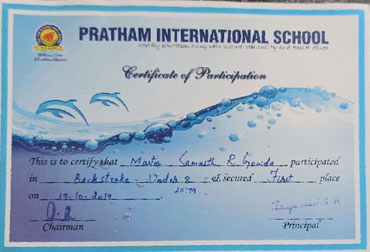 PRATHAM INTERNATIONAL SCHOOL
Certificate of Participation
This is to certify that Master Samarth R Gowda participated
in Backstroke Under 8 & secured First place
on 19-10-2019
Chairman
Principal